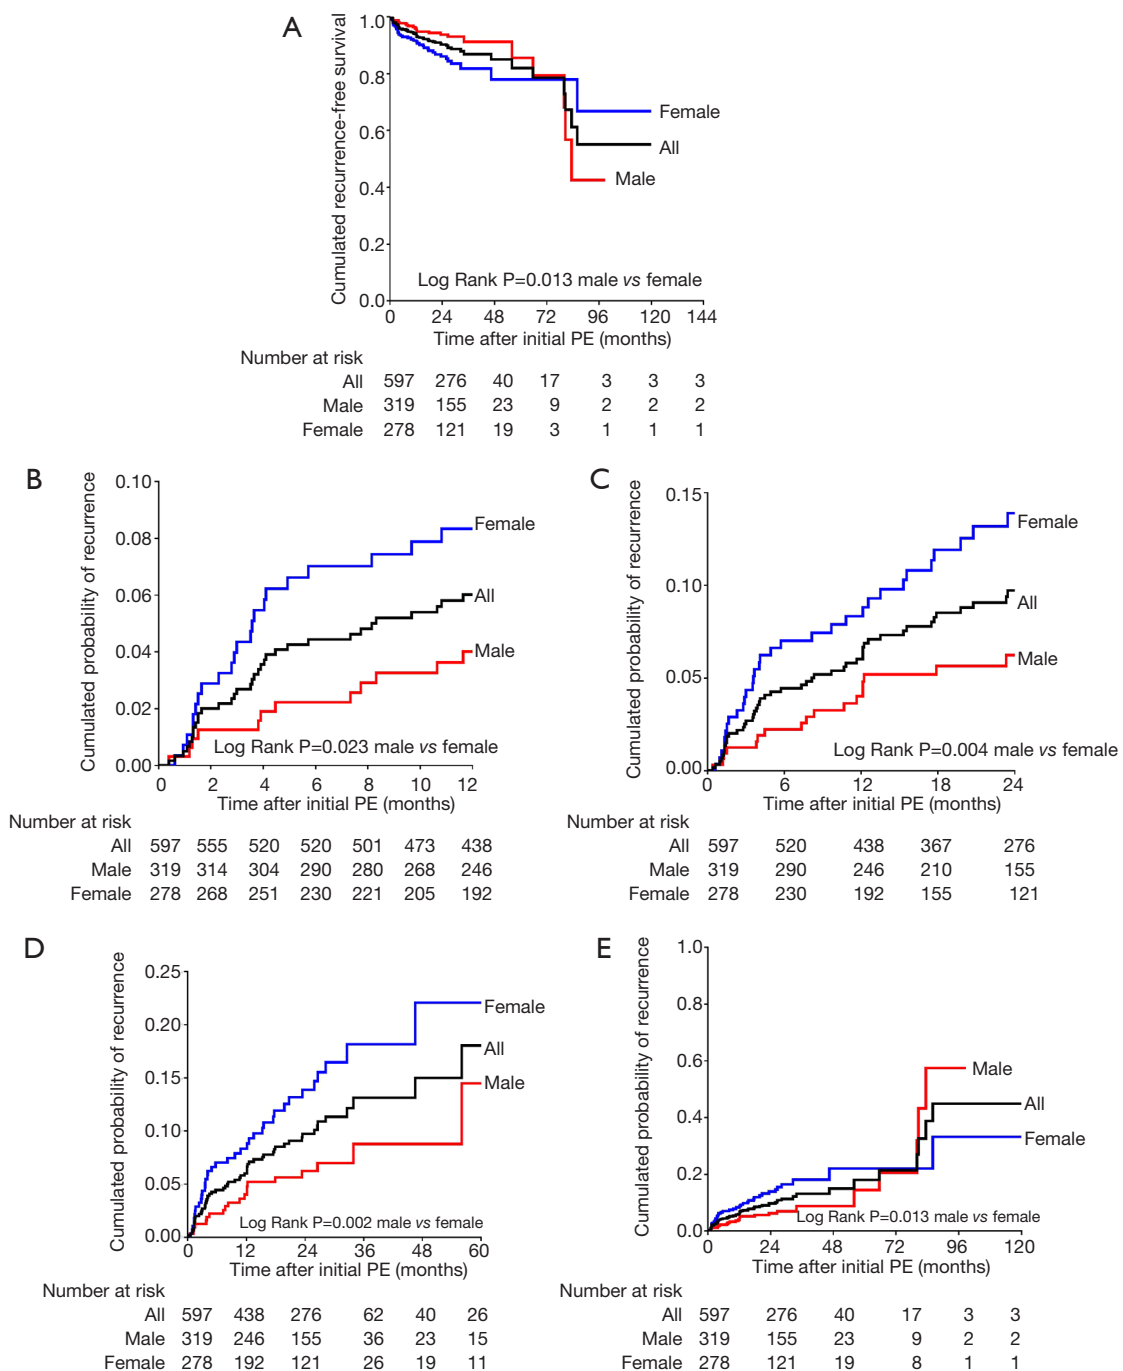 A
Cumulated recurrence-free survival
1.0
0.8
0.6
0.4
0.2
0.0
Female
All
Male
Log Rank P=0.013 male vs female
0 24 48 72 96 120 144
Time after initial PE (months)
Number at risk
All 597 276 40 17 3 3 3
Male 319 155 23 9 2 2 2
Female 278 121 19 3 1 1 1
B
Cumulated probability of recurrence
0.10
0.08
0.06
0.04
0.02
0.00
Female
All
Male
Log Rank P=0.023 male vs female
0 2 4 6 8 10 12
Time after initial PE (months)
Number at risk
All 597 555 520 520 501 473 438
Male 319 314 304 290 280 268 246
Female 278 268 251 230 221 205 192
C
Cumulated probability of recurrence
0.15
0.10
0.05
0.00
Female
All
Male
Log Rank P=0.004 male vs female
0 6 12 18 24
Time after initial PE (months)
Number at risk
All 597 520 438 367 276
Male 319 290 246 210 155
Female 278 230 192 155 121
D
Cumulated probability of recurrence
0.25
0.20
0.15
0.10
0.05
0.00
Female
All
Male
Log Rank P=0.002 male vs female
0 12 24 36 48 60
Time after initial PE (months)
Number at risk
All 597 438 276 62 40 26
Male 319 246 155 36 23 15
Female 278 192 121 26 19 11
E
Cumulated probability of recurrence
1.0
0.8
0.6
0.4
0.2
0.0
Male
All
Female
Log Rank P=0.013 male vs female
0 24 48 72 96 120
Time after initial PE (months)
Number at risk
All 597 276 40 17 3 3
Male 319 155 23 9 2 2
Female 278 121 19 8 1 1